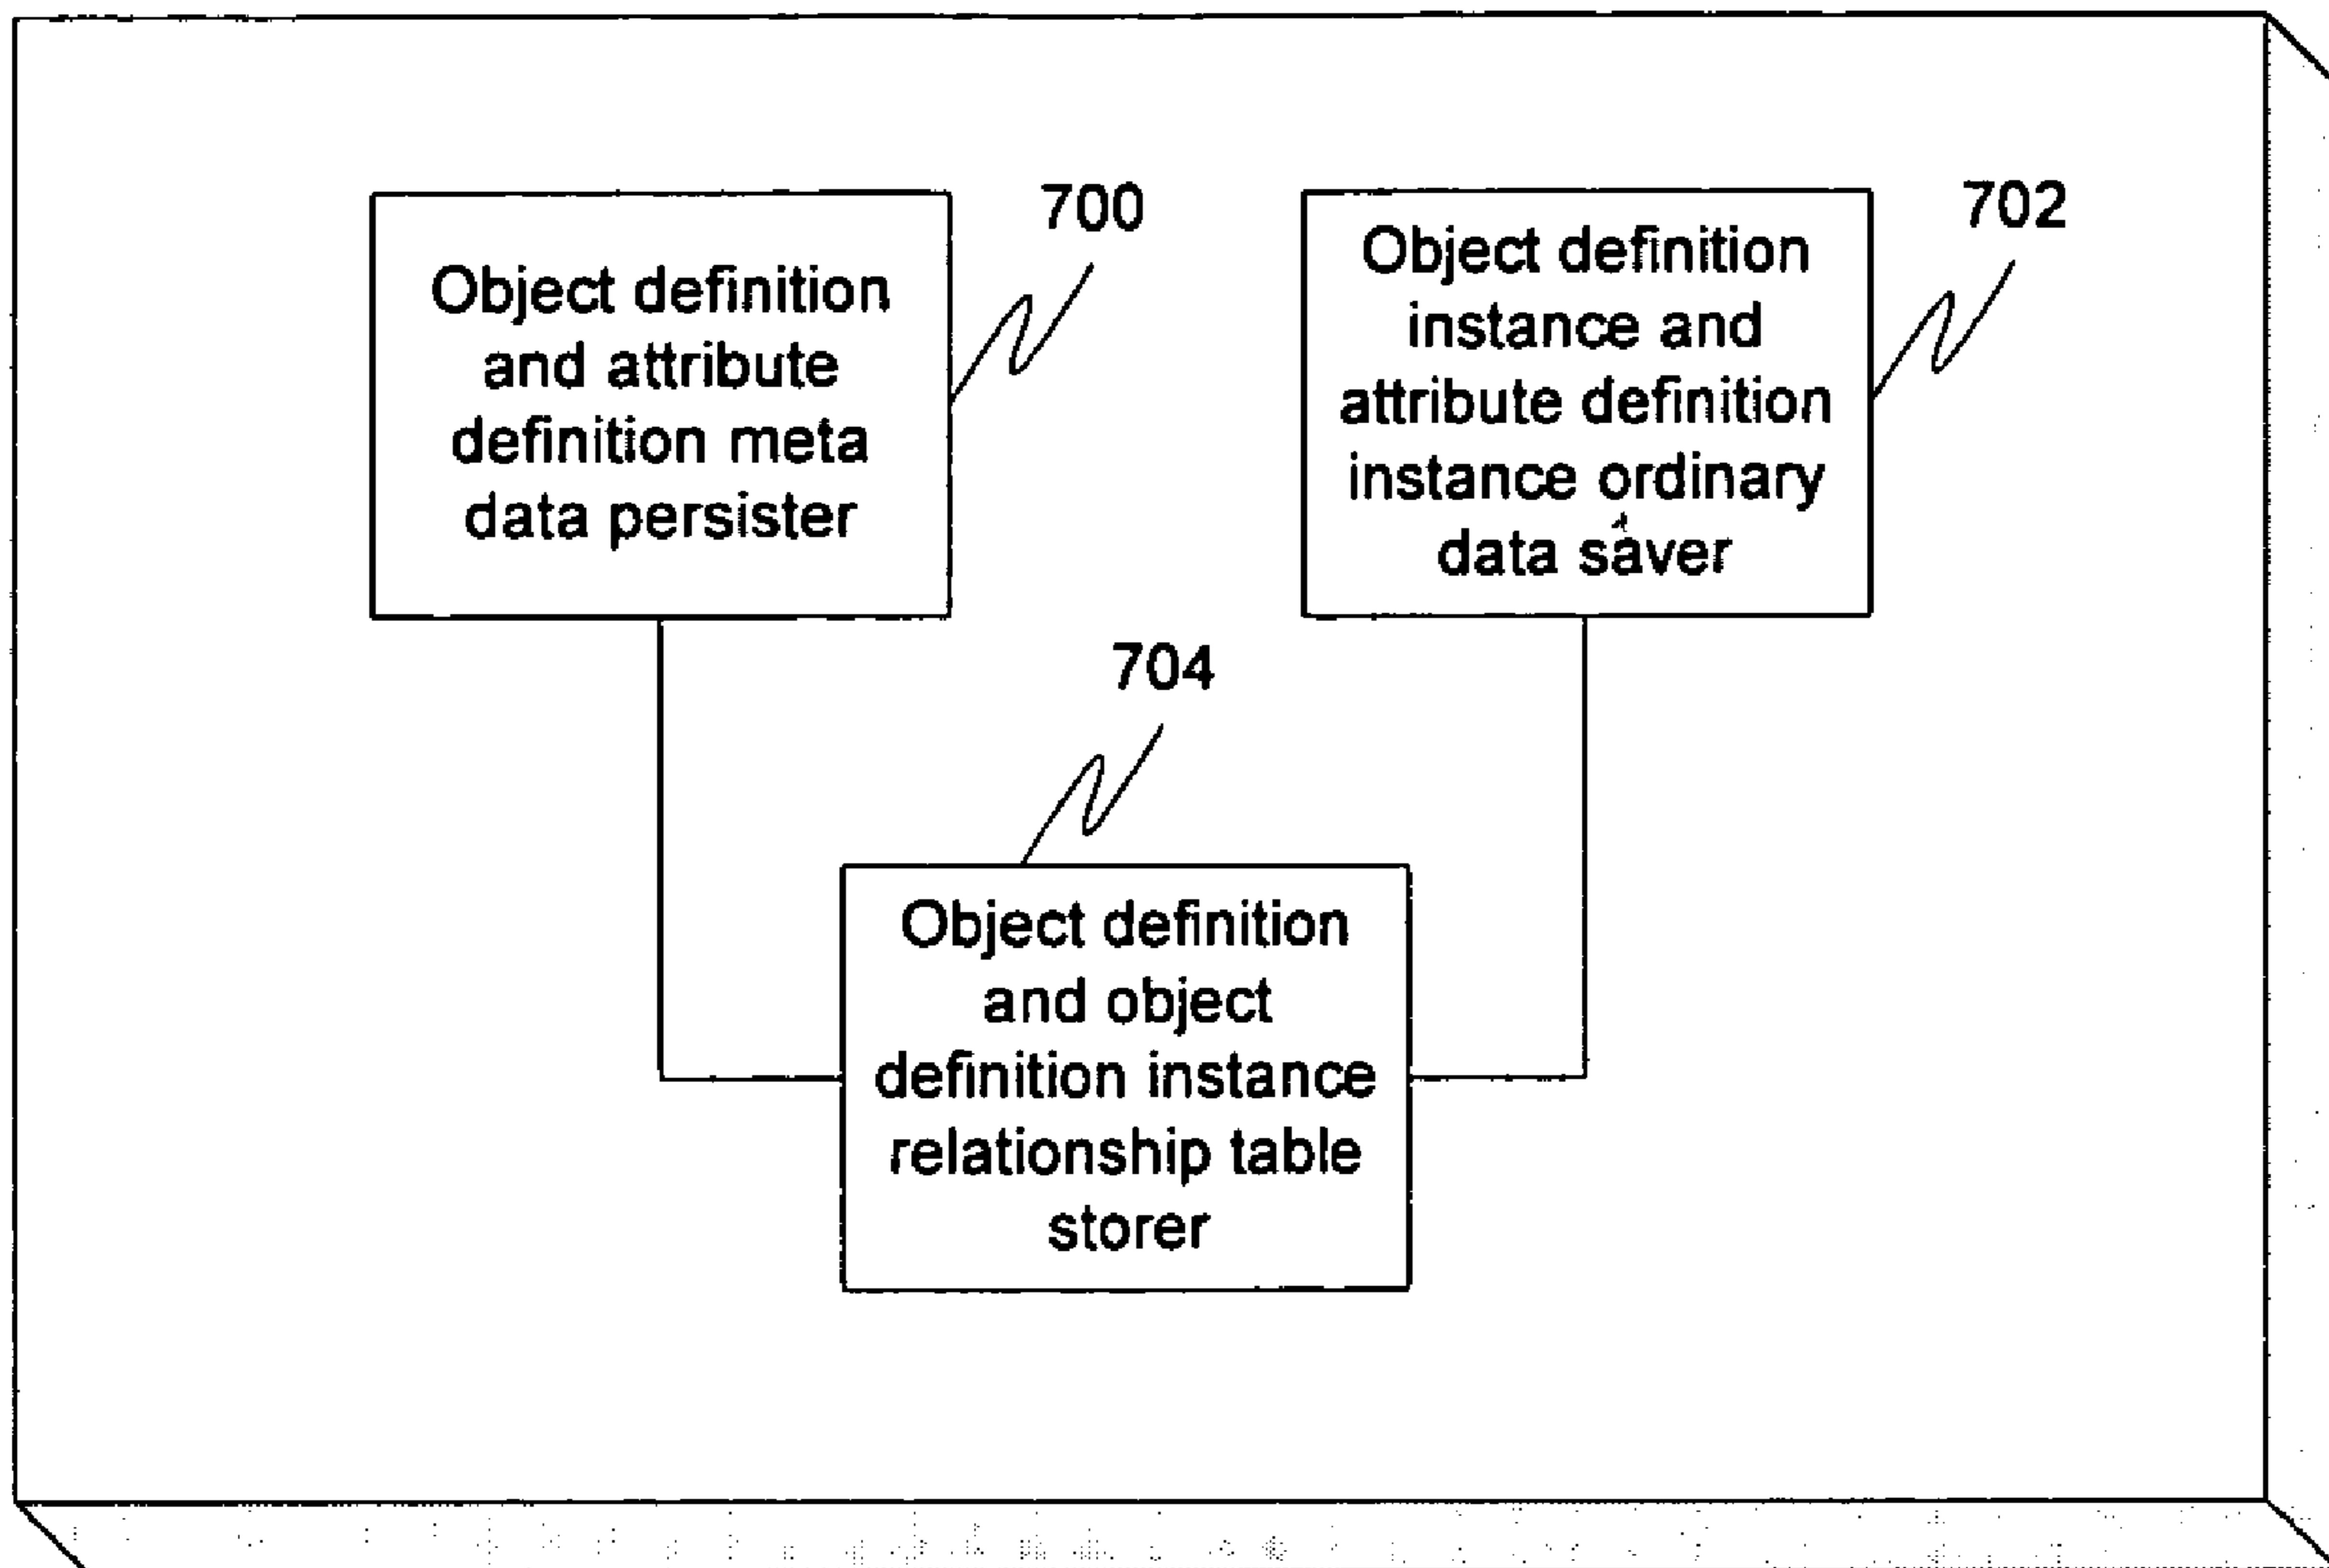 700
Object definition
and attribute
definition meta
data persister
702
Object definition
instance and
attribute definition
instance ordinary
data saver
704
Object definition
and object
definition instance
relationship table
storer